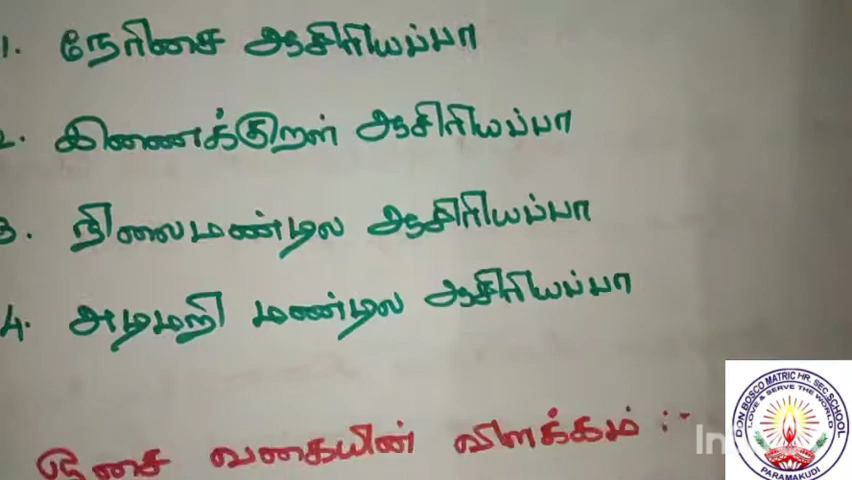 1. நேரிசை ஆசிரியப்பா
2. இணைக்குறள் ஆசிரியப்பா
3. நிலைமண்டில ஆசிரியப்பா
4. அடிமறி மண்டில ஆசிரியப்பா
ஓசை வகையின் விளக்கம் :-
DON BOSCO MATRIC HR. SEC SCHOOL
LOVE & SERVE THE WORLD
PARAMAKUDI